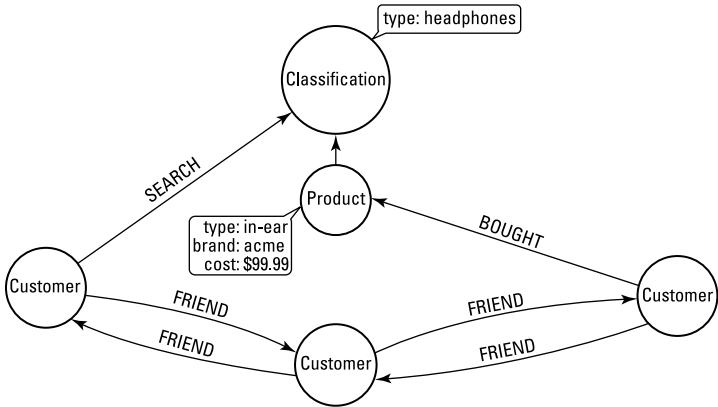 type: headphones
Classification
SEARCH
Product
type: in-ear
brand: acme
cost: $99.99
BOUGHT
Customer
FRIEND
FRIEND
Customer
FRIEND
FRIEND
Customer